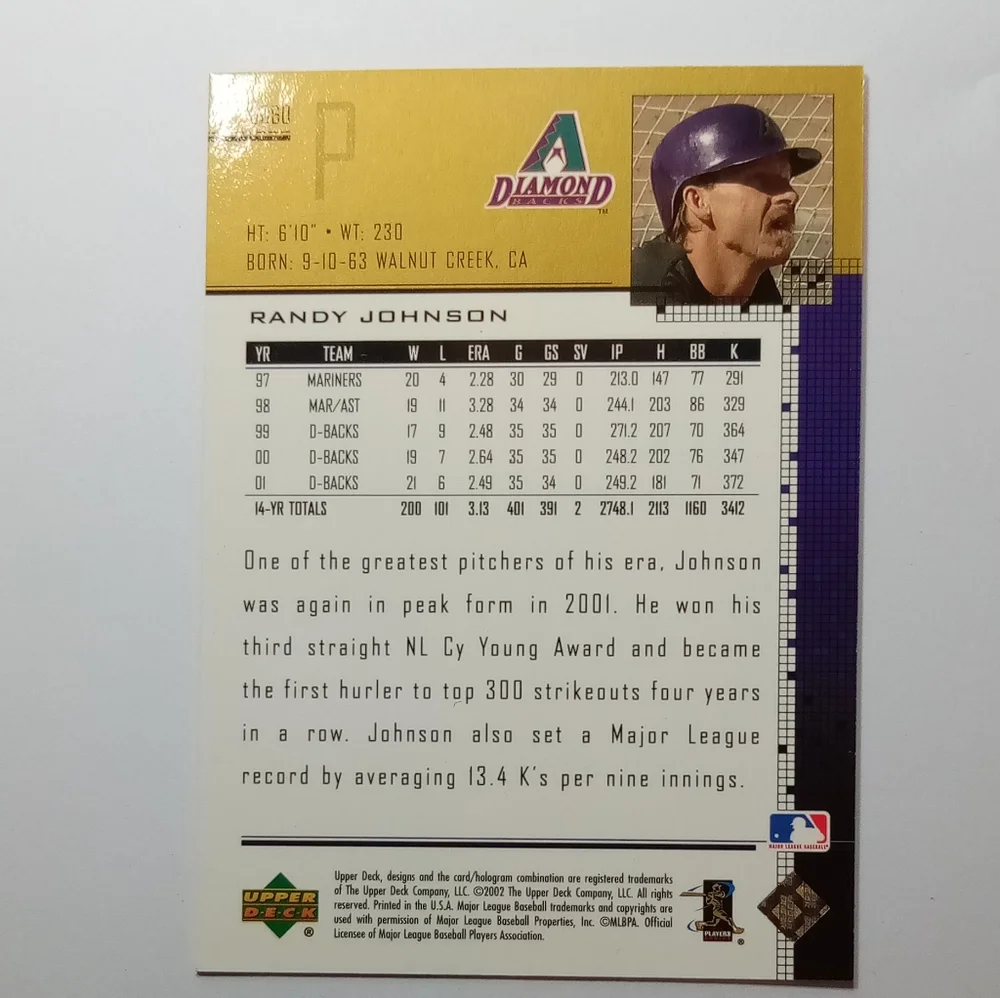 P
DIAMOND
BACKS
TM
HT: 6'10" • WT: 230
BORN: 9-10-63 WALNUT CREEK, CA
RANDY JOHNSON
YR TEAM W L ERA G GS SV IP H BB K
97 MARINERS 20 4 2.28 30 29 0 213.0 147 77 291
98 MAR/AST 19 11 3.28 34 34 0 244.1 203 86 329
99 D-BACKS 17 9 2.48 35 35 0 271.2 207 70 364
00 D-BACKS 19 7 2.64 35 35 0 248.2 202 76 347
01 D-BACKS 21 6 2.49 35 34 0 249.2 181 71 372
14-YR TOTALS 200 101 3.13 401 391 2 2748.1 2113 1160 3412
One of the greatest pitchers of his era, Johnson
was again in peak form in 2001. He won his
third straight NL Cy Young Award and became
the first hurler to top 300 strikeouts four years
in a row. Johnson also set a Major League
record by averaging 13.4 K's per nine innings.
MAJOR LEAGUE BASEBALL
UPPER
DECK
®
Upper Deck, designs and the card/hologram combination are registered trademarks
of The Upper Deck Company, LLC. ©2002 The Upper Deck Company, LLC. All rights
reserved. Printed in the U.S.A. Major League Baseball trademarks and copyrights are
used with permission of Major League Baseball Properties, Inc. ©MLBPA. Official
Licensee of Major League Baseball Players Association.
PLAYERS
CHOICE
®